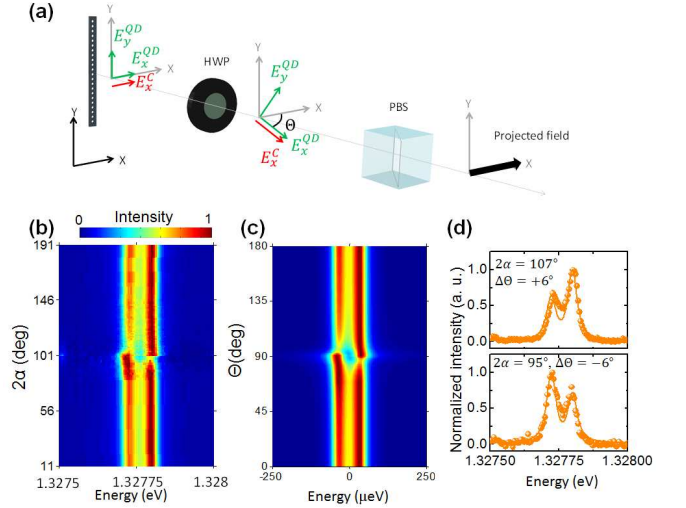 (a)
Y
E_y^{QD}
E_x^{QD}
X
E_x^C
HWP
Y
E_y^{QD}
X
Θ
E_x^{QD}
E_x^C
PBS
Y
Projected field
X
Y
X
(b)
Intensity
0
1
(c)
(d)
2α (deg)
191
146
101
56
11
1.32775
1.32775
1.328
Energy (eV)
Θ(deg)
180
135
90
45
0
-250
0
250
Energy (μeV)
Normalized intensity (a. u.)
2α = 107°
ΔΘ = +6°
1.0
0.5
0.0
2α = 95°, ΔΘ = −6°
1.0
0.5
0.0
1.32750
1.32775
1.32800
Energy (eV)